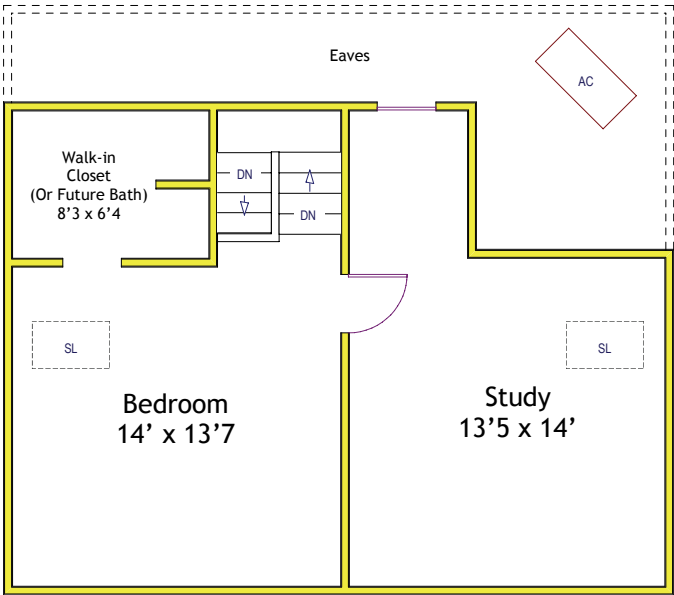 Eaves
AC
Walk-in
Closet
(Or Future Bath)
8’3 x 6’4
DN
DN
SL
SL
Bedroom
14’ x 13’7
Study
13’5 x 14’